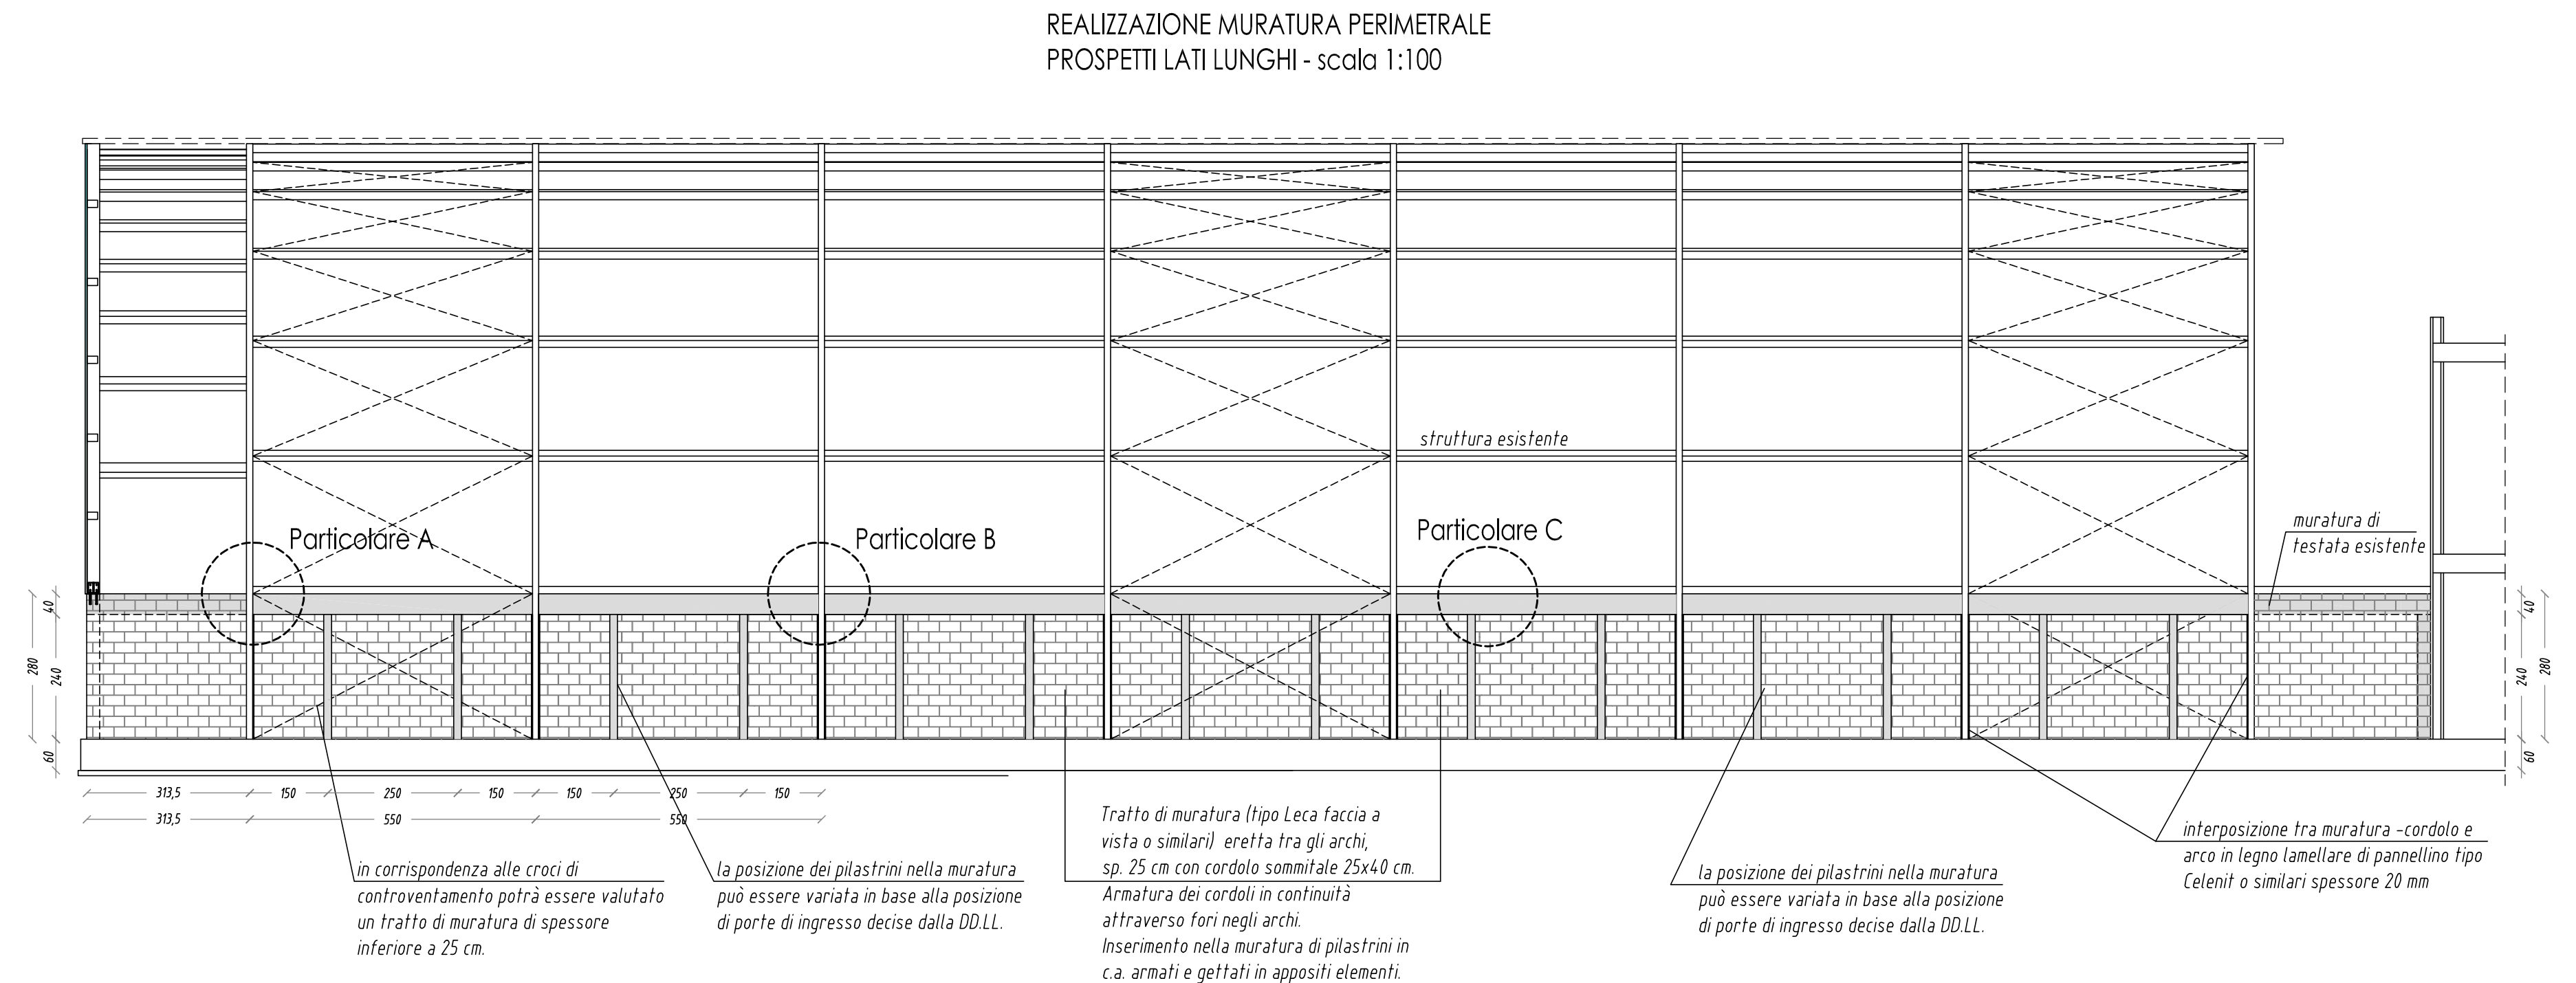 REALIZZAZIONE MURATURA PERIMETRALE
PROSPETTI LATI LUNGHI - scala 1:100
struttura esistente
muratura di
testata esistente
Particolare A
Particolare B
Particolare C
40
280
240
60
40
240
280
60
313,5
150
250
150
150
250
150
313,5
550
550
in corrispondenza alle croci di
controventamento potrà essere valutato
un tratto di muratura di spessore
inferiore a 25 cm.
la posizione dei pilastrini nella muratura
può essere variata in base alla posizione
di porte di ingresso decise dalla DD.LL.
Tratto di muratura (tipo Leca faccia a
vista o similari) eretta tra gli archi,
sp. 25 cm con cordolo sommitale 25x40 cm.
Armatura dei cordoli in continuità
attraverso fori negli archi.
Inserimento nella muratura di pilastrini in
c.a. armati e gettati in appositi elementi.
la posizione dei pilastrini nella muratura
può essere variata in base alla posizione
di porte di ingresso decise dalla DD.LL.
interposizione tra muratura -cordolo e
arco in legno lamellare di pannellino tipo
Celenit o similari spessore 20 mm